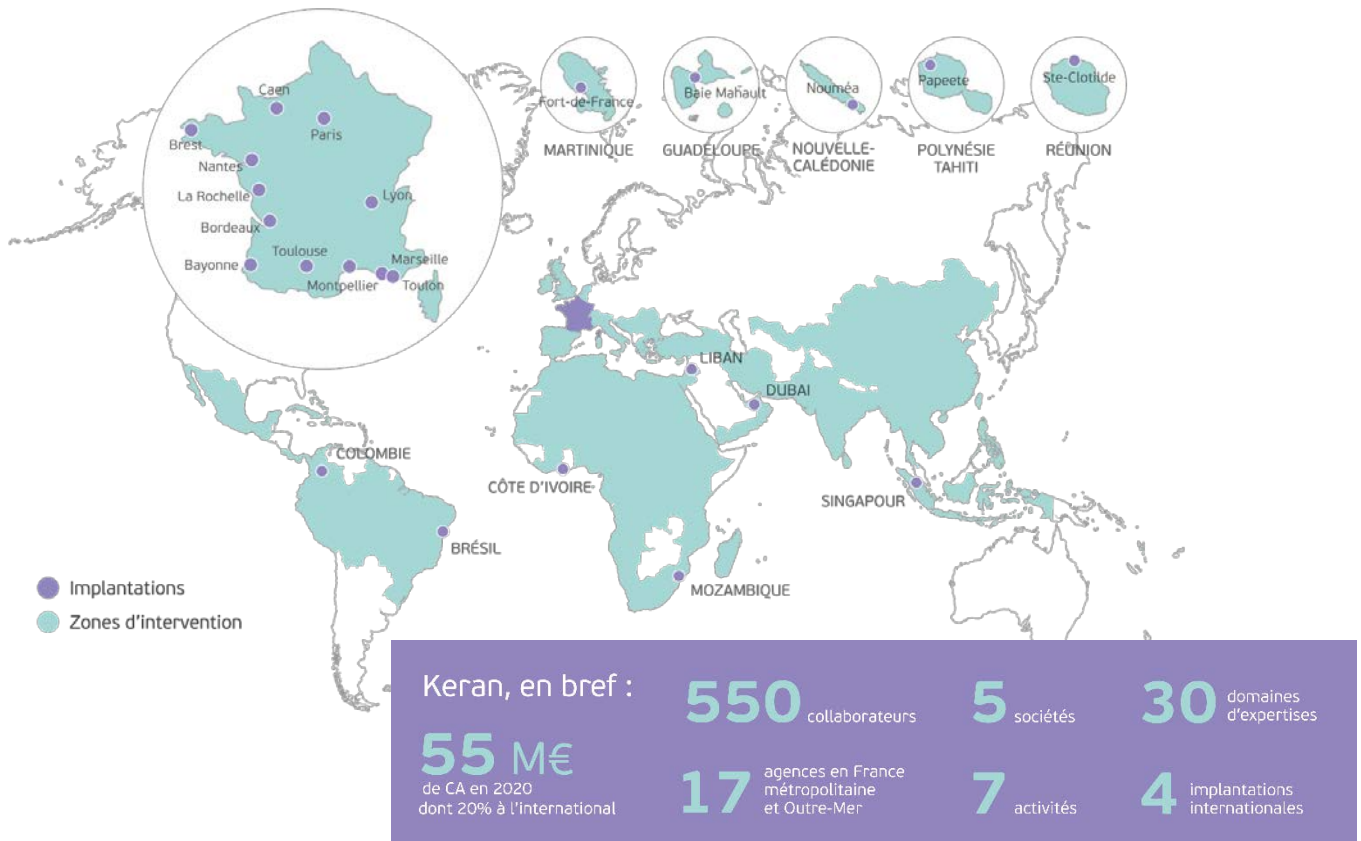 Caen
Paris
Brest
Nantes
La Rochelle
Lyon
Bordeaux
Toulouse
Bayonne
Marseille
Montpellier
Toulon
Fort-de-France
MARTINIQUE
Baie Mahault
GUADELOUPE
Nouméa
NOUVELLE-
CALÉDONIE
Papeete
POLYNÉSIE
TAHITI
Ste-Clotilde
RÉUNION
LIBAN
DUBAI
COLOMBIE
CÔTE D'IVOIRE
SINGAPOUR
BRÉSIL
MOZAMBIQUE
Implantations
Zones d'intervention
Keran, en bref :
55 M€
de CA en 2020
dont 20% à l'international
550 collaborateurs
5 sociétés
30 domaines
d'expertises
17 agences en France
métropolitaine
et Outre-Mer
7 activités
4 implantations
internationales